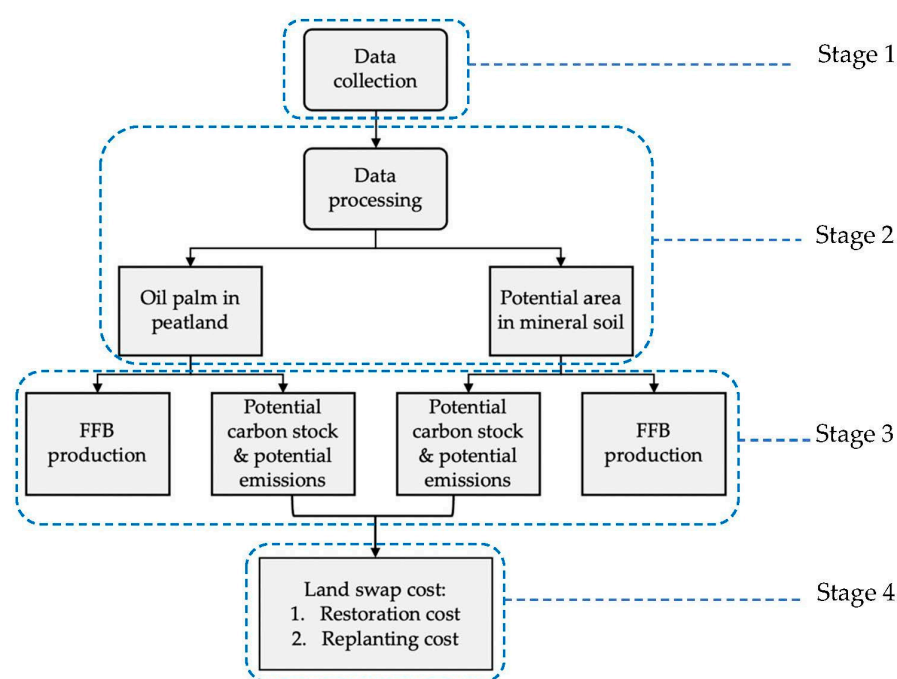 Data
collection
Stage 1
Data
processing
Stage 2
Oil palm in
peatland
Potential area
in mineral soil
FFB
production
Potential
carbon stock
& potential
emissions
Potential
carbon stock
& potential
emissions
FFB
production
Stage 3
Land swap cost:
1. Restoration cost
2. Replanting cost
Stage 4